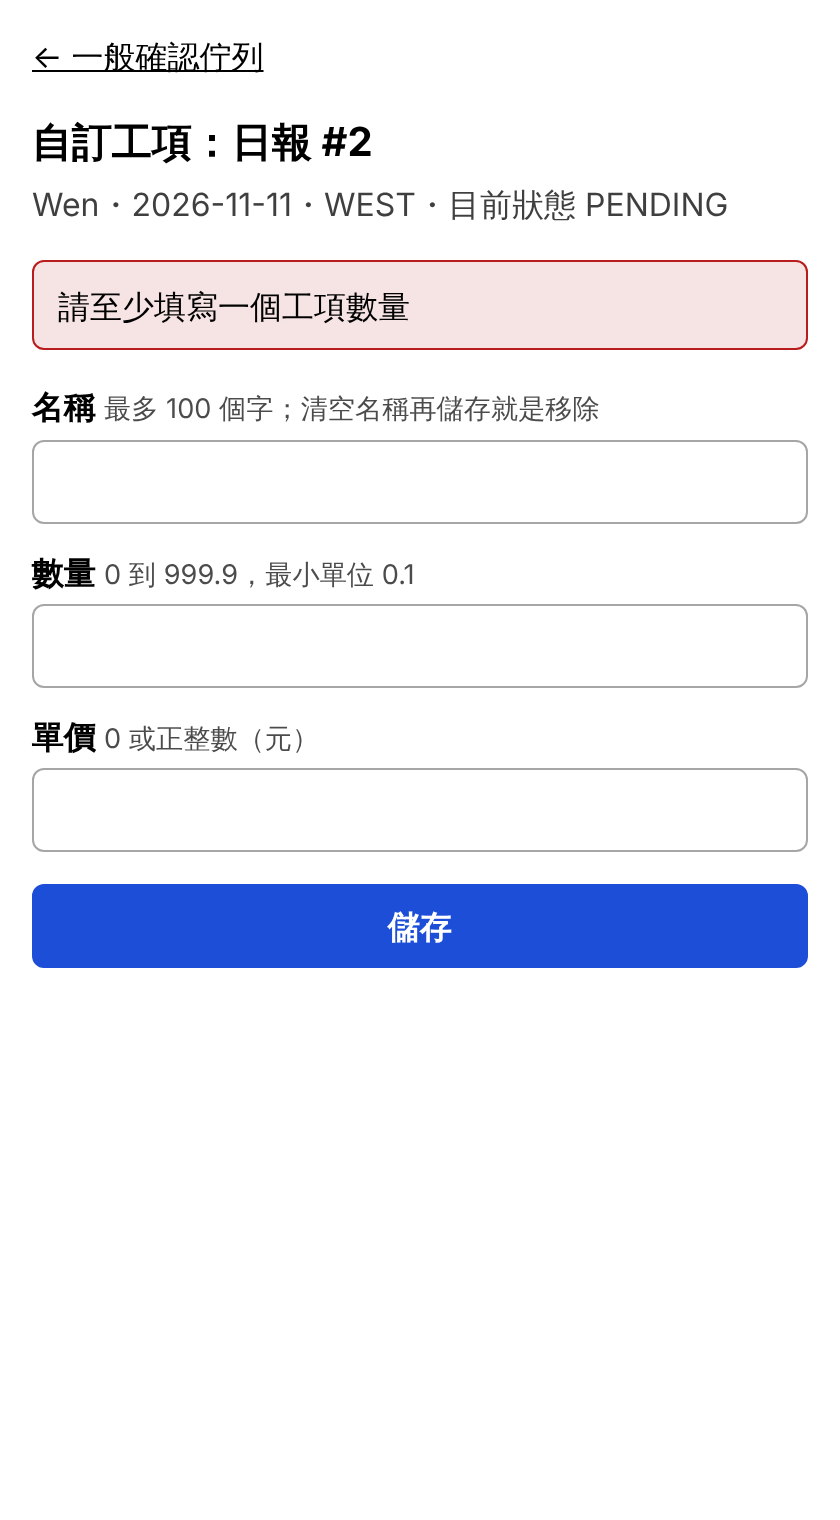 ← 一般確認佇列
自訂工項：日報 #2
Wen・2026-11-11・WEST・目前狀態 PENDING
請至少填寫一個工項數量
名稱 最多 100 個字；清空名稱再儲存就是移除
數量 0 到 999.9，最小單位 0.1
單價 0 或正整數（元）
儲存